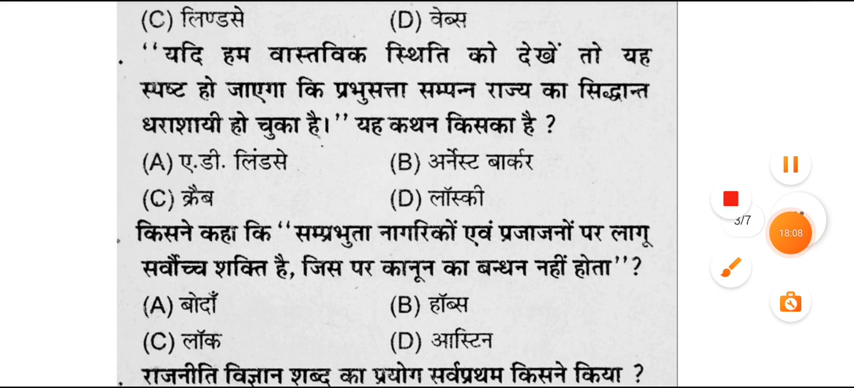 (C) लिण्डसे (D) वेब्स
“यदि हम वास्तविक स्थिति को देखें तो यह
स्पष्ट हो जाएगा कि प्रभुसत्ता सम्पन्न राज्य का सिद्धान्त
धराशायी हो चुका है।” यह कथन किसका है ?
(A) ए.डी. लिंडसे (B) अर्नेस्ट बार्कर
(C) क्रैब (D) लॉस्की
किसने कहा कि “सम्प्रभुता नागरिकों एवं प्रजाजनों पर लागू
सर्वोच्च शक्ति है, जिस पर कानून का बन्धन नहीं होता”?
(A) बोदाँ (B) हॉब्स
(C) लॉक (D) आस्टिन
राजनीति विज्ञान शब्द का प्रयोग सर्वप्रथम किसने किया ?
3/7
18:08